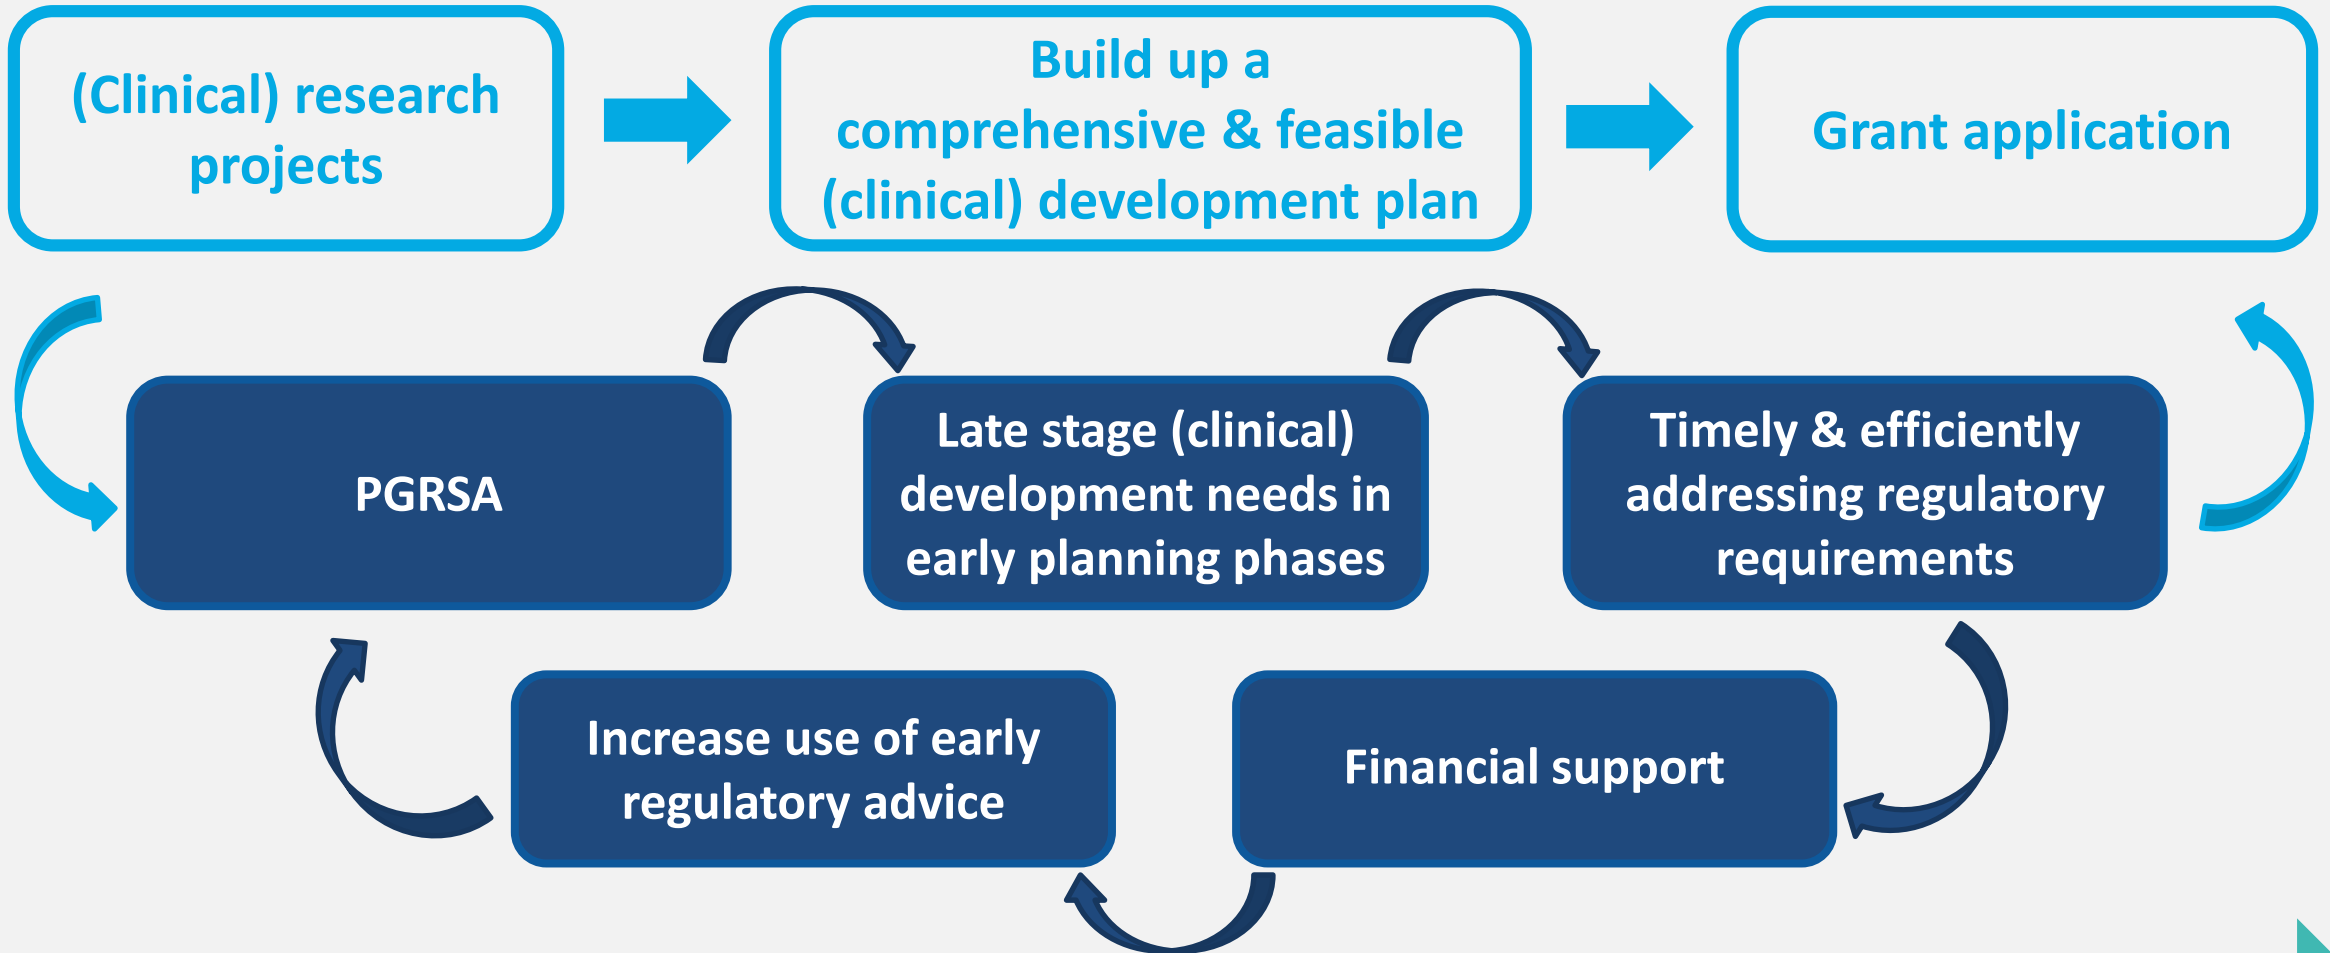 (Clinical) research
projects
Build up a
comprehensive & feasible
(clinical) development plan
Grant application
PGRSA
Late stage (clinical)
development needs in
early planning phases
Timely & efficiently
addressing regulatory
requirements
Increase use of early
regulatory advice
Financial support